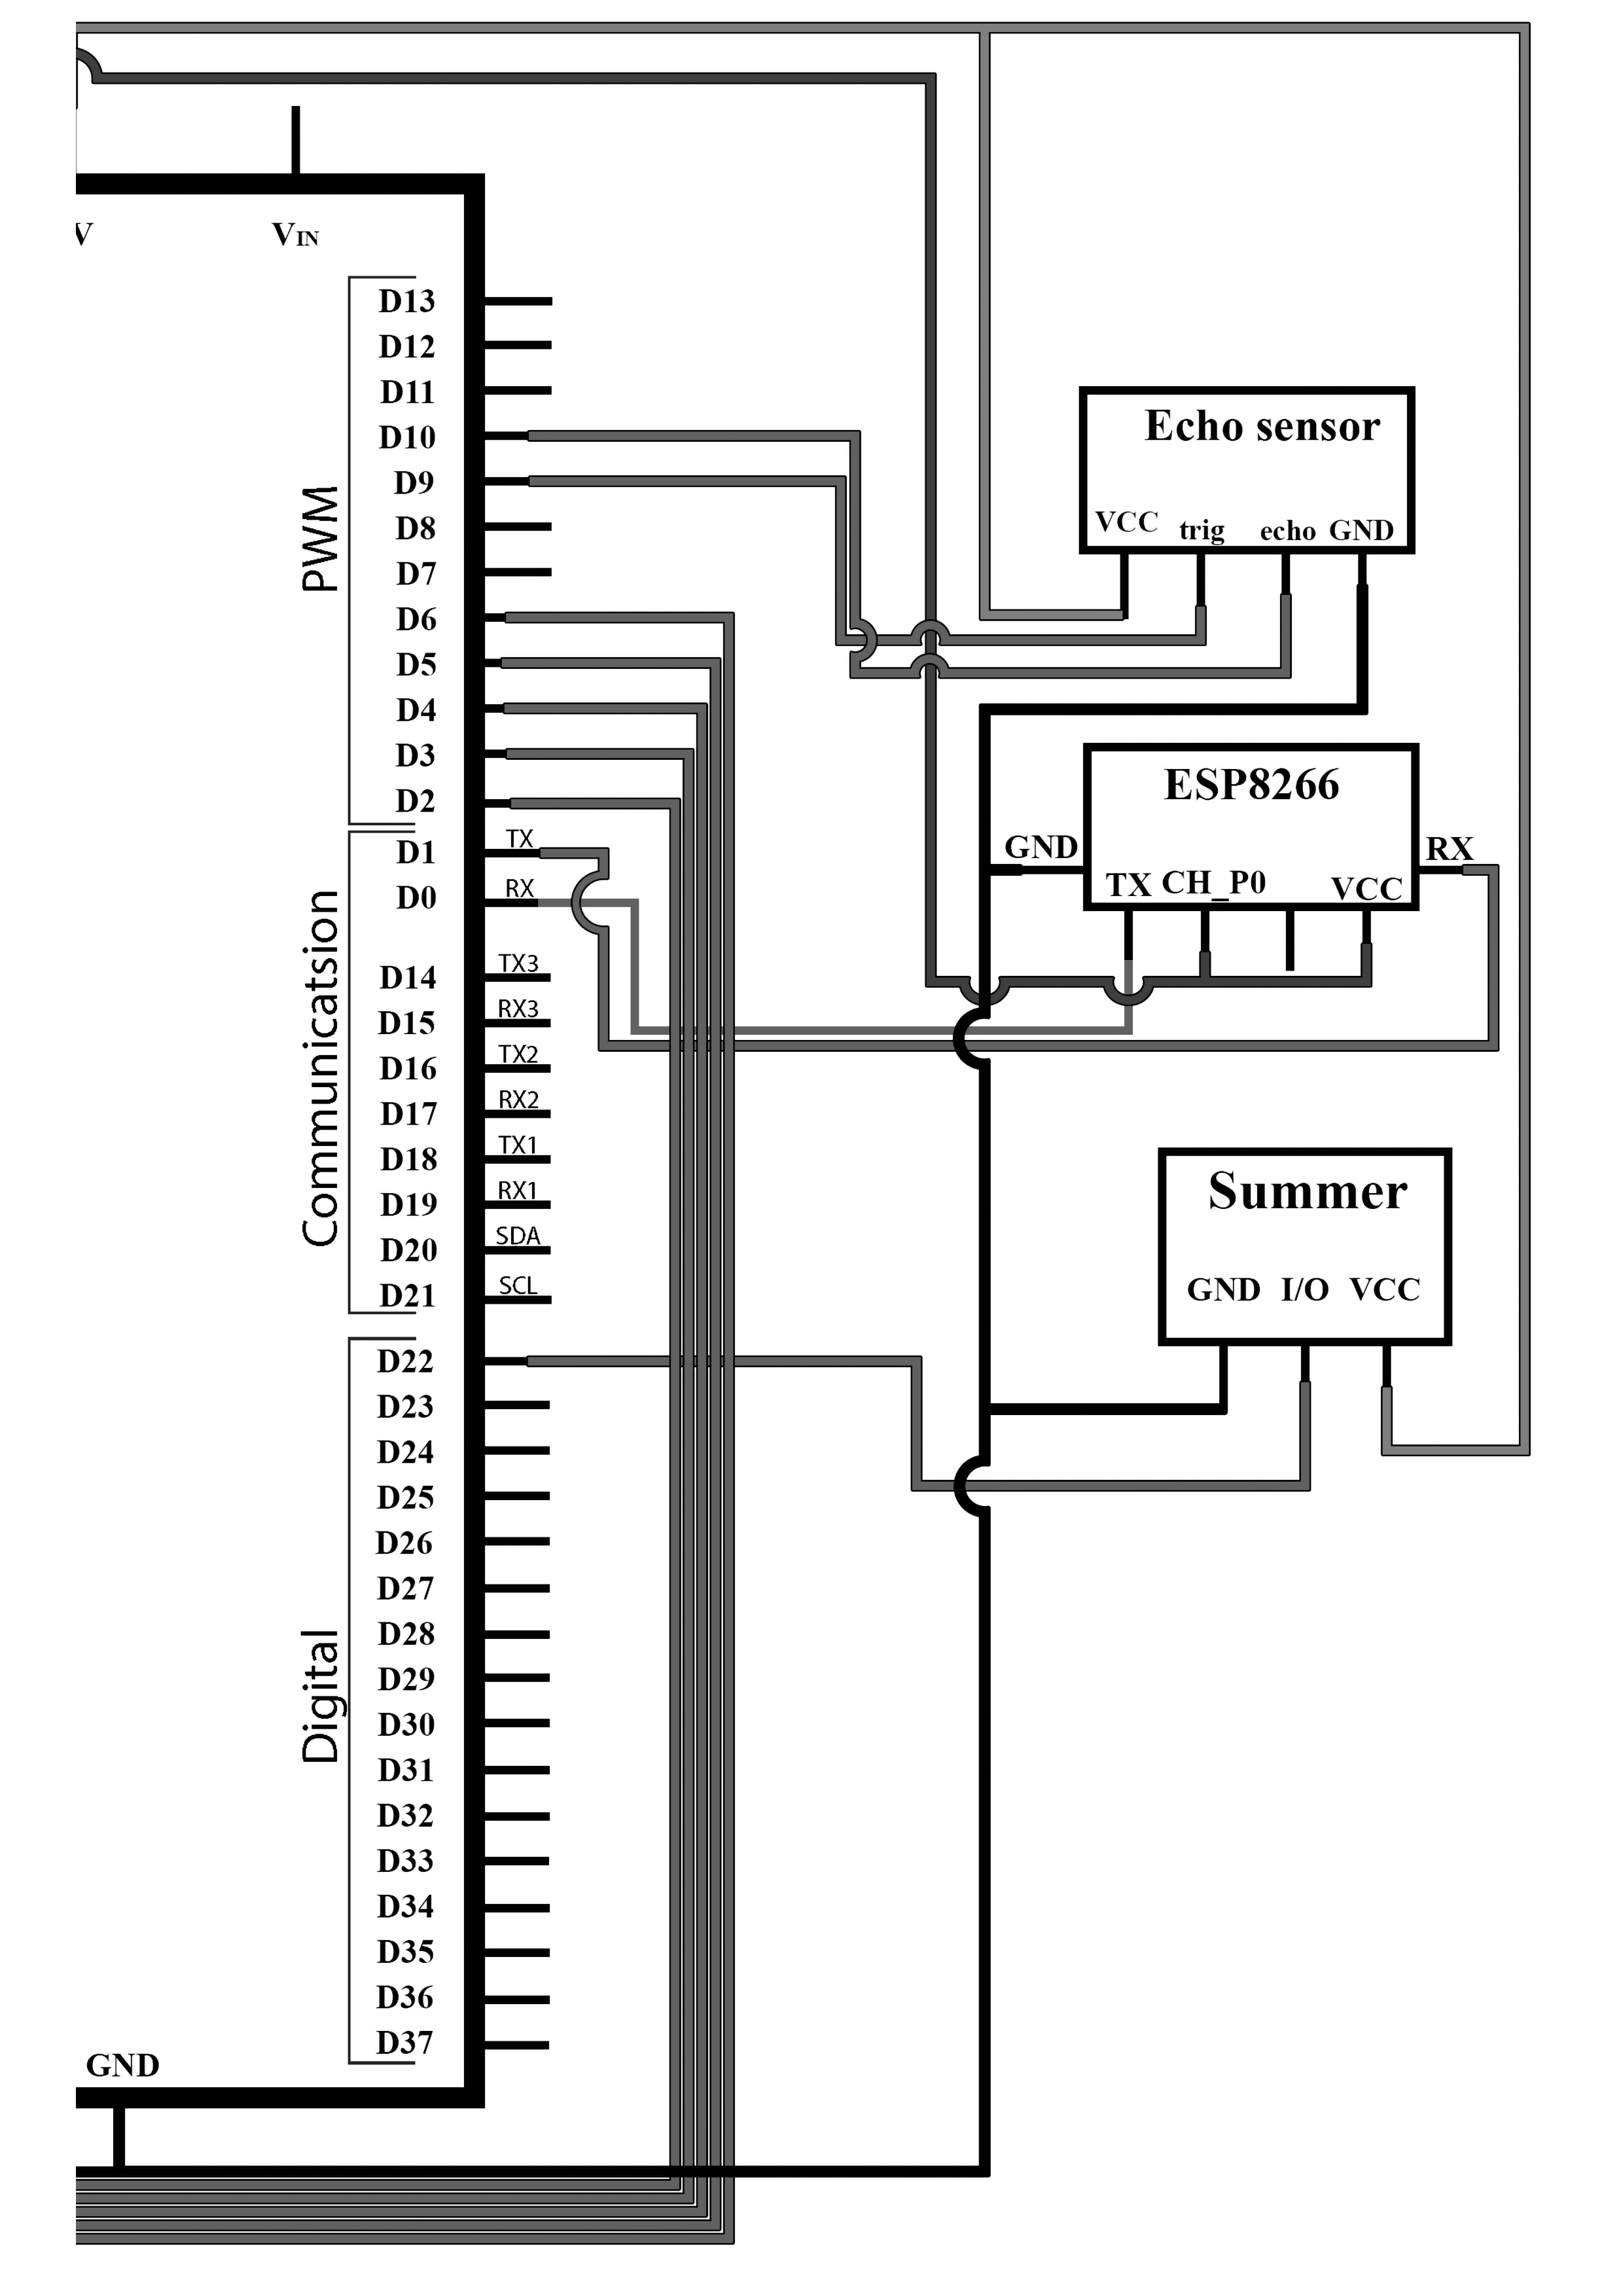 V
VIN
PWM
D13
D12
D11
D10
D9
D8
D7
D6
D5
D4
D3
D2
Communicatsion
D1 TX
D0 RX
D14 TX3
D15 RX3
D16 TX2
D17 RX2
D18 TX1
D19 RX1
D20 SDA
D21 SCL
Digital
D22
D23
D24
D25
D26
D27
D28
D29
D30
D31
D32
D33
D34
D35
D36
D37
GND
Echo sensor
VCC trig echo GND
ESP8266
GND RX
TX CH_P0 VCC
Summer
GND I/O VCC